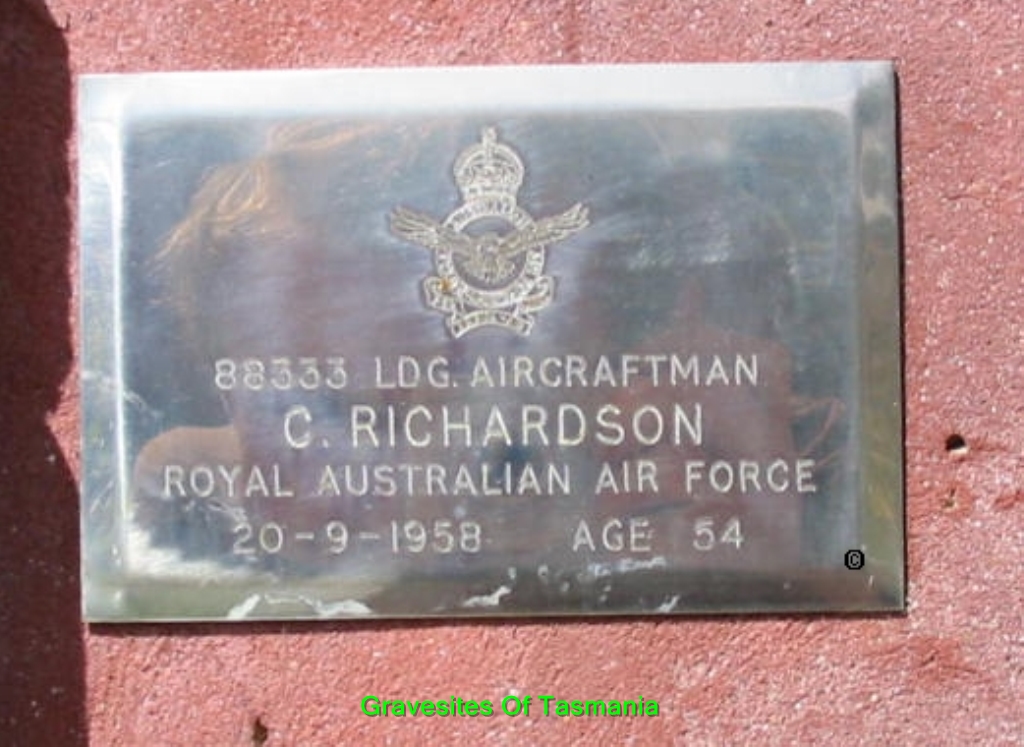 88333 LDG. AIRCRAFTMAN
C. RICHARDSON
ROYAL AUSTRALIAN AIR FORCE
20-9-1958 AGE 54
©
Gravesites Of Tasmania